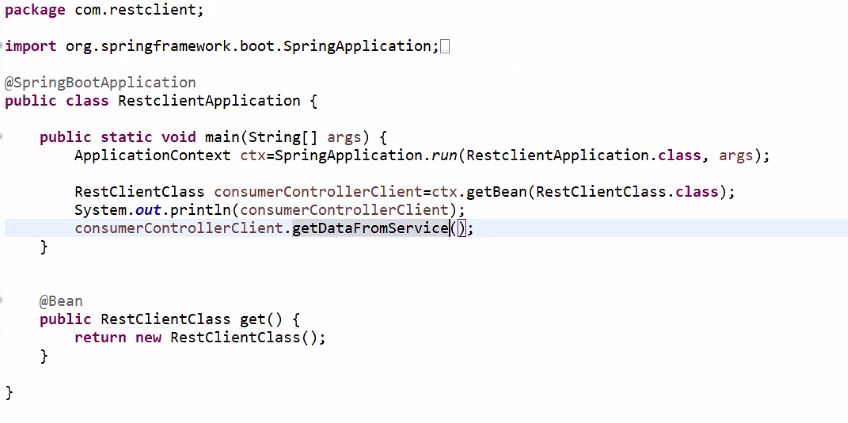 package com.restclient;
import org.springframework.boot.SpringApplication;
@SpringBootApplication
public class RestclientApplication {
public static void main(String[] args) {
ApplicationContext ctx=SpringApplication.run(RestclientApplication.class, args);
RestClientClass consumerControllerClient=ctx.getBean(RestClientClass.class);
System.out.println(consumerControllerClient);
consumerControllerClient.getDataFromService();
}
@Bean
public RestClientClass get() {
return new RestClientClass();
}
}